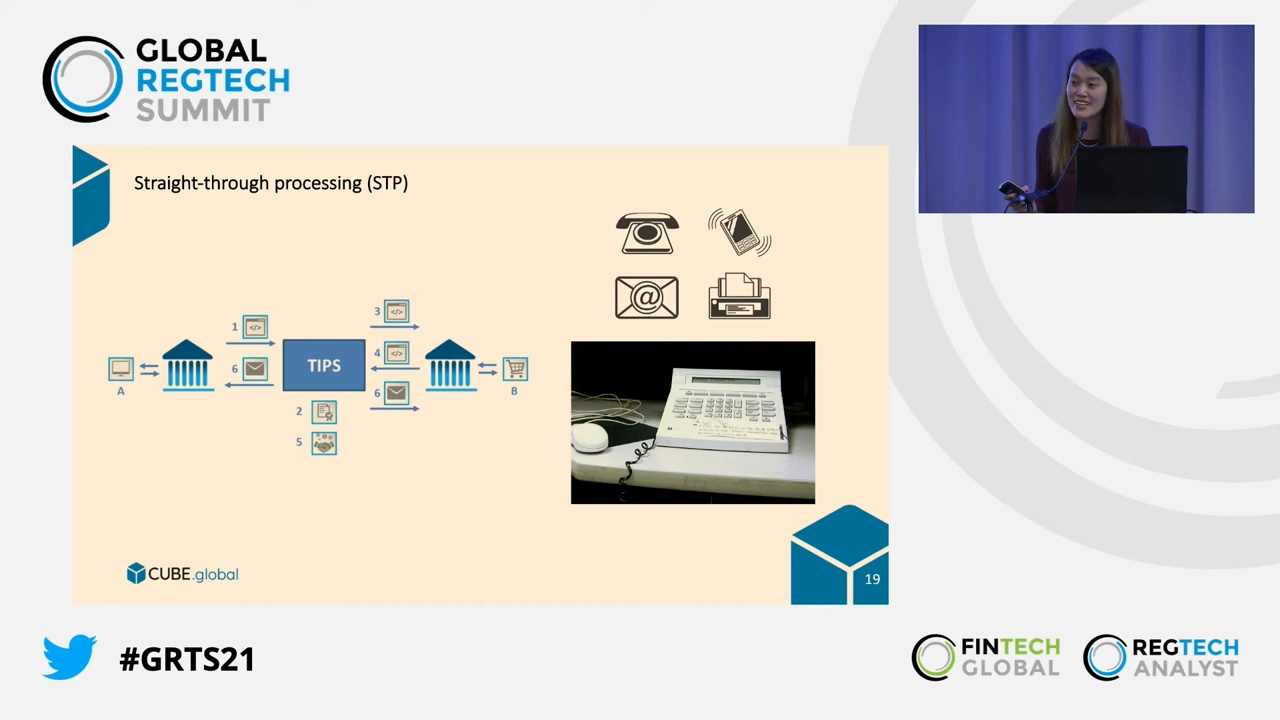 GLOBAL
REGTECH
SUMMIT
Straight-through processing (STP)
1
6
TIPS
3
4
6
A
B
2
5
CUBE.global
19
#GRTS21
FINTECH
GLOBAL
REGTECH
ANALYST